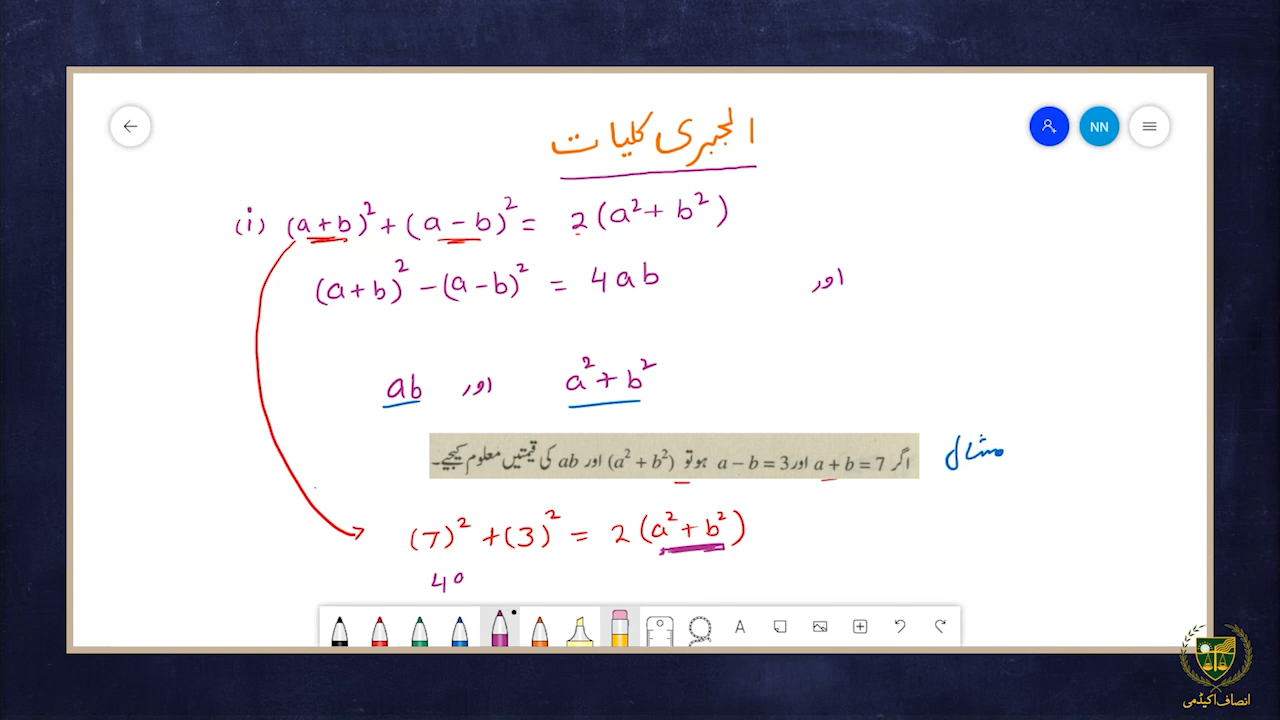 NN
الجبری کلیات
(i) (a+b)² + (a-b)² = 2(a² + b²)
(a+b)² - (a-b)² = 4ab اور
ab اور a² + b²
مثال
اگر a + b = 7 اور a − b = 3 ہو تو (a² + b²) اور ab کی قیمتیں معلوم کیجیے۔
(7)² + (3)² = 2(a² + b²)
A
انصاف اکیڈمی